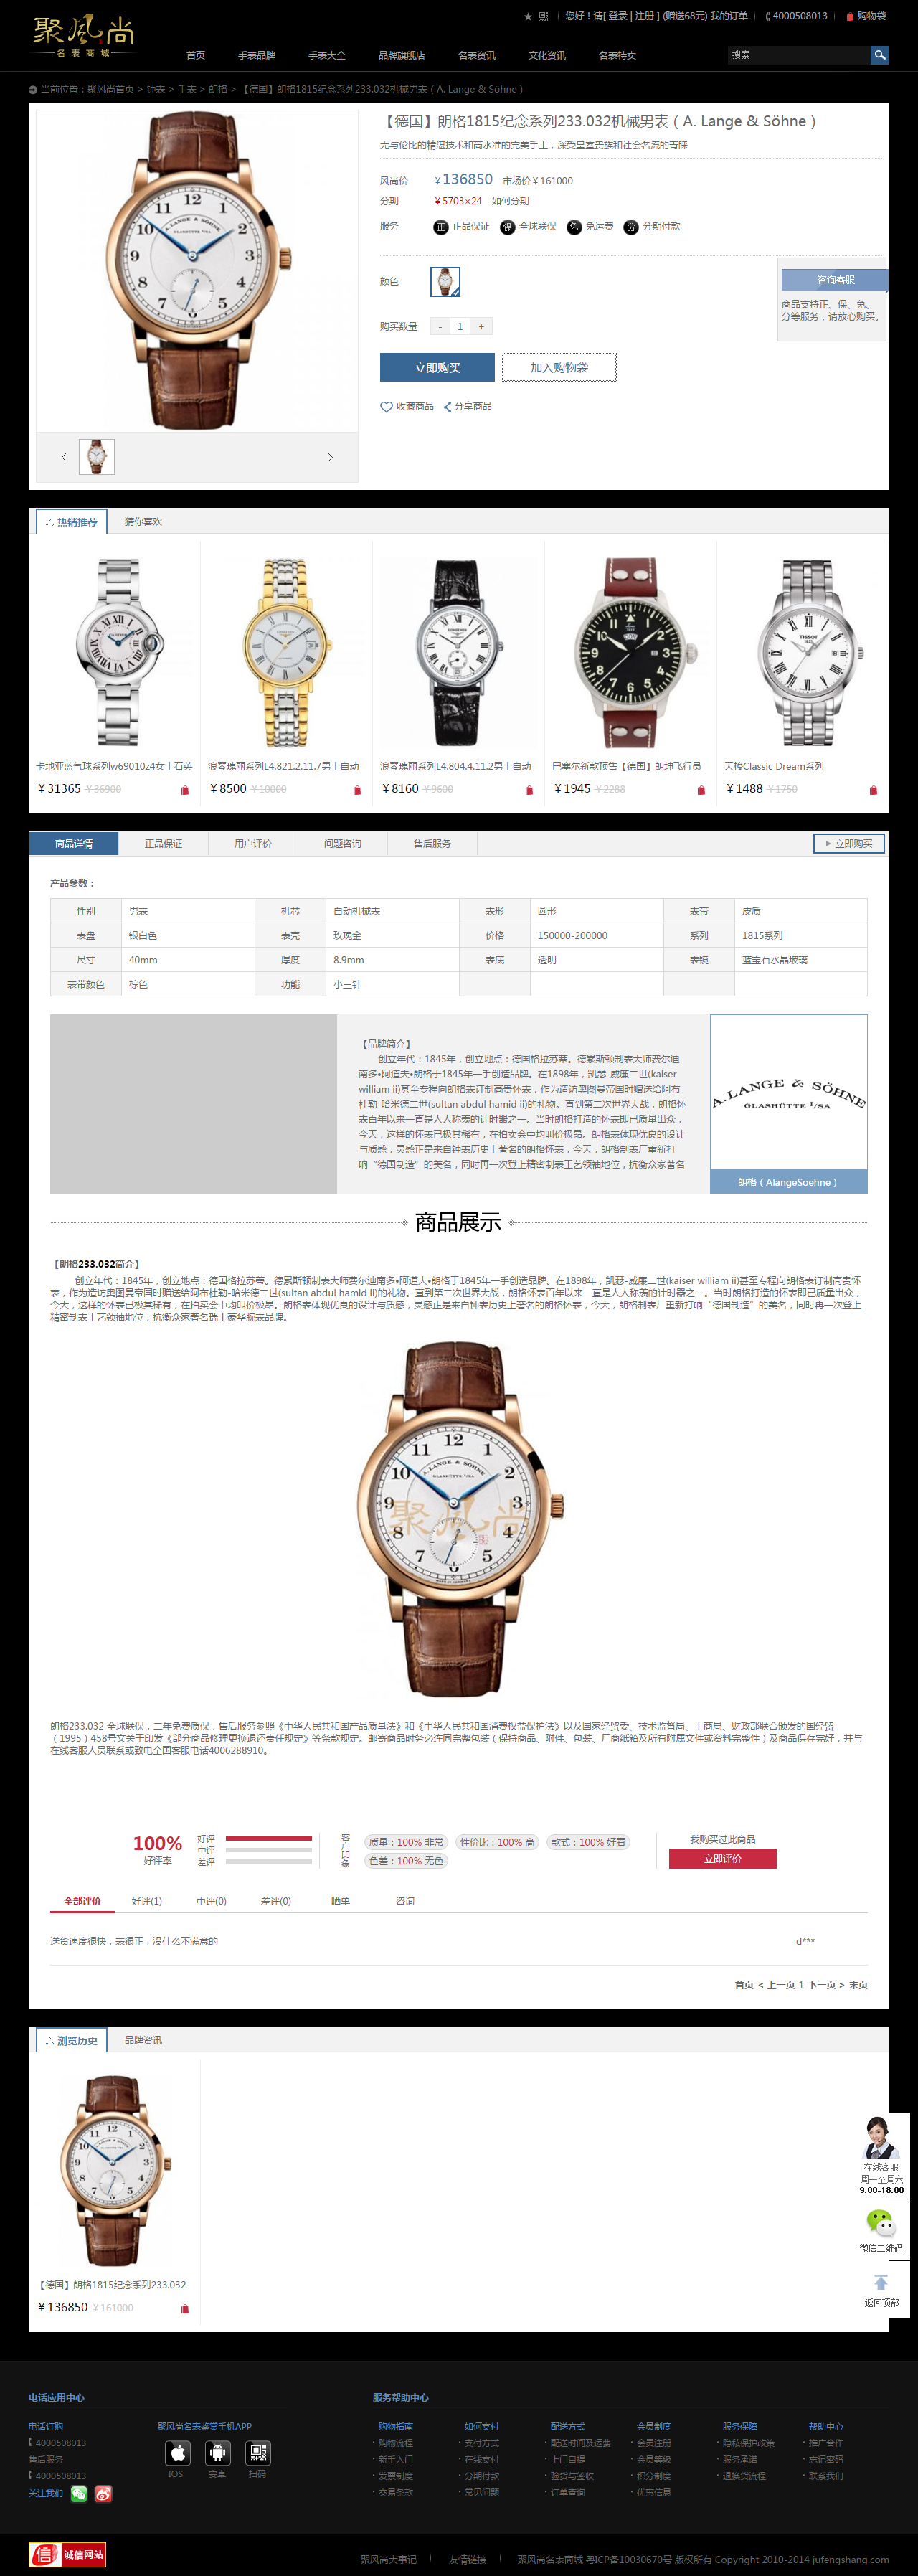 聚风尚
名表商城
您好！请[ 登录 | 注册 ] (赠送68元) 我的订单
4000508013
购物袋
首页 手表品牌 手表大全 品牌旗舰店 名表资讯 文化资讯 名表特卖
搜索
当前位置：聚风尚首页 > 钟表 > 手表 > 朗格 > 【德国】朗格1815纪念系列233.032机械男表（A. Lange & Söhne）
【德国】朗格1815纪念系列233.032机械男表（A. Lange & Söhne）
无与伦比的精湛技术和高水准的完美手工，深受皇室贵族和社会名流的青睐
风尚价 ¥136850 市场价¥161000
分期 ¥5703×24 如何分期
服务 正 正品保证 保 全球联保 免 免运费 分 分期付款
颜色
咨询客服
商品支持正、保、免、
分等服务，请放心购买。
购买数量 - 1 +
立即购买 加入购物袋
收藏商品 分享商品
热销推荐 猜你喜欢
卡地亚蓝气球系列w69010z4女士石英
¥31365 ¥36900
浪琴瑰丽系列L4.821.2.11.7男士自动
¥8500 ¥10000
浪琴瑰丽系列L4.804.4.11.2男士自动
¥8160 ¥9600
巴塞尔新款预售【德国】朗坤飞行员
¥1945 ¥2288
天梭Classic Dream系列
¥1488 ¥1750
商品详情 正品保证 用户评价 问题咨询 售后服务 立即购买
产品参数：
性别 男表 机芯 自动机械表 表形 圆形 表带 皮质
表盘 银白色 表壳 玫瑰金 价格 150000-200000 系列 1815系列
尺寸 40mm 厚度 8.9mm 表底 透明 表镜 蓝宝石水晶玻璃
表带颜色 棕色 功能 小三针
【品牌简介】
创立年代：1845年，创立地点：德国格拉苏蒂。德累斯顿制表大师费尔迪
南多•阿道夫•朗格于1845年一手创造品牌。在1898年，凯瑟-威廉二世(kaiser
william ii)甚至专程向朗格表订制高贵怀表，作为造访奥图曼帝国时赠送给阿布
杜勒-哈米德二世(sultan abdul hamid ii)的礼物。直到第二次世界大战，朗格怀
表百年以来一直是人人称羡的计时器之一。当时朗格打造的怀表即已质量出众，
今天，这样的怀表已极其稀有，在拍卖会中均叫价极昂。朗格表体现优良的设计
与质感，灵感正是来自钟表历史上著名的朗格怀表，今天，朗格制表厂重新打
响“德国制造”的美名，同时再一次登上精密制表工艺领袖地位，抗衡众家著名
A. LANGE & SÖHNE
GLASHÜTTE I/SA
朗格（AlangeSoehne）
商品展示
【朗格233.032简介】
创立年代：1845年，创立地点：德国格拉苏蒂。德累斯顿制表大师费尔迪南多•阿道夫•朗格于1845年一手创造品牌。在1898年，凯瑟-威廉二世(kaiser william ii)甚至专程向朗格表订制高贵怀
表，作为造访奥图曼帝国时赠送给阿布杜勒-哈米德二世(sultan abdul hamid ii)的礼物。直到第二次世界大战，朗格怀表百年以来一直是人人称羡的计时器之一。当时朗格打造的怀表即已质量出众，
今天，这样的怀表已极其稀有，在拍卖会中均叫价极昂。朗格表体现优良的设计与质感，灵感正是来自钟表历史上著名的朗格怀表，今天，朗格制表厂重新打响“德国制造”的美名，同时再一次登上
精密制表工艺领袖地位，抗衡众家著名瑞士豪华腕表品牌。
聚风尚
朗格233.032 全球联保，二年免费质保，售后服务参照《中华人民共和国产品质量法》和《中华人民共和国消费权益保护法》以及国家经贸委、技术监督局、工商局、财政部联合颁发的国经贸
（1995）458号文关于印发《部分商品修理更换退还责任规定》等条款规定。邮寄商品时务必连同完整包装（保持商品、附件、包装、厂商纸箱及所有附属文件或资料完整性）及商品保存完好，并与
在线客服人员联系或致电全国客服电话4006288910。
100%
好评率
好评
中评
差评
客户印象
质量：100% 非常 性价比：100% 高 款式：100% 好看
色差：100% 无色
我购买过此商品
立即评价
全部评价 好评(1) 中评(0) 差评(0) 晒单 咨询
送货速度很快，表很正，没什么不满意的 d***
首页 < 上一页 1 下一页 > 末页
浏览历史 品牌资讯
【德国】朗格1815纪念系列233.032
¥136850 ¥161000
在线客服
周一至周六
9:00-18:00
微信二维码
返回顶部
电话应用中心 服务帮助中心
电话订购
4000508013
售后服务
4000508013
关注我们
聚风尚名表鉴赏手机APP
IOS 安卓 扫码
购物指南 如何支付 配送方式 会员制度 服务保障 帮助中心
购物流程 支付方式 配送时间及运费 会员注册 隐私保护政策 推广合作
新手入门 在线支付 上门自提 会员等级 服务承诺 忘记密码
发票制度 分期付款 验货与签收 积分制度 退换货流程 联系我们
交易条款 常见问题 订单查询 优惠信息
信 诚信网站
聚风尚大事记 友情链接 聚风尚名表商城 粤ICP备10030670号 版权所有 Copyright 2010-2014 jufengshang.com